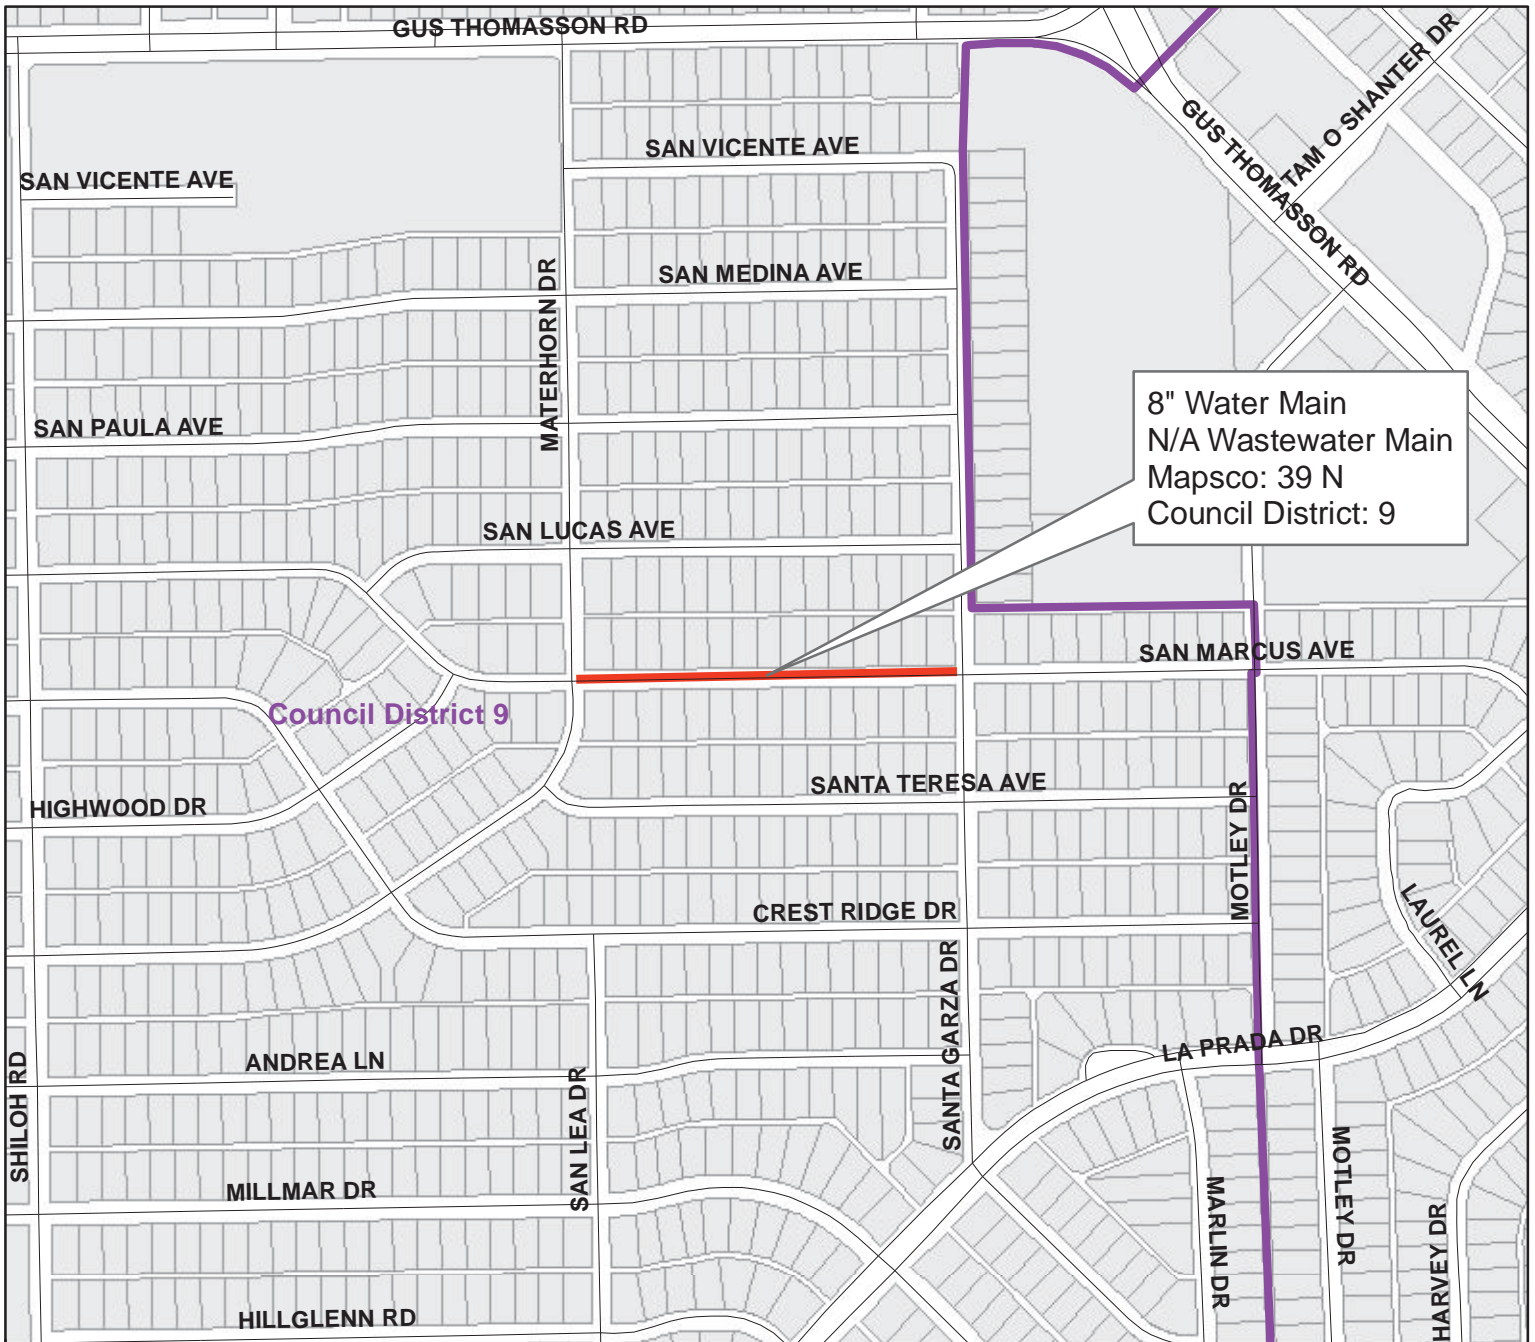 GUS THOMASSON RD
TAM O SHANTER DR
GUS THOMASSON RD
SAN VICENTE AVE
SAN VICENTE AVE
SAN MEDINA AVE
MATERHORN DR
SAN PAULA AVE
8" Water Main
N/A Wastewater Main
Mapsco: 39 N
Council District: 9
SAN LUCAS AVE
SAN MARCUS AVE
Council District 9
SANTA TERESA AVE
HIGHWOOD DR
MOTLEY DR
CREST RIDGE DR
LAUREL LN
SANTA GARZA DR
LA PRADA DR
ANDREA LN
SHILOH RD
SAN LEA DR
MILLMAR DR
MARLIN DR
MOTLEY DR
HARVEY DR
HILLGLENN RD